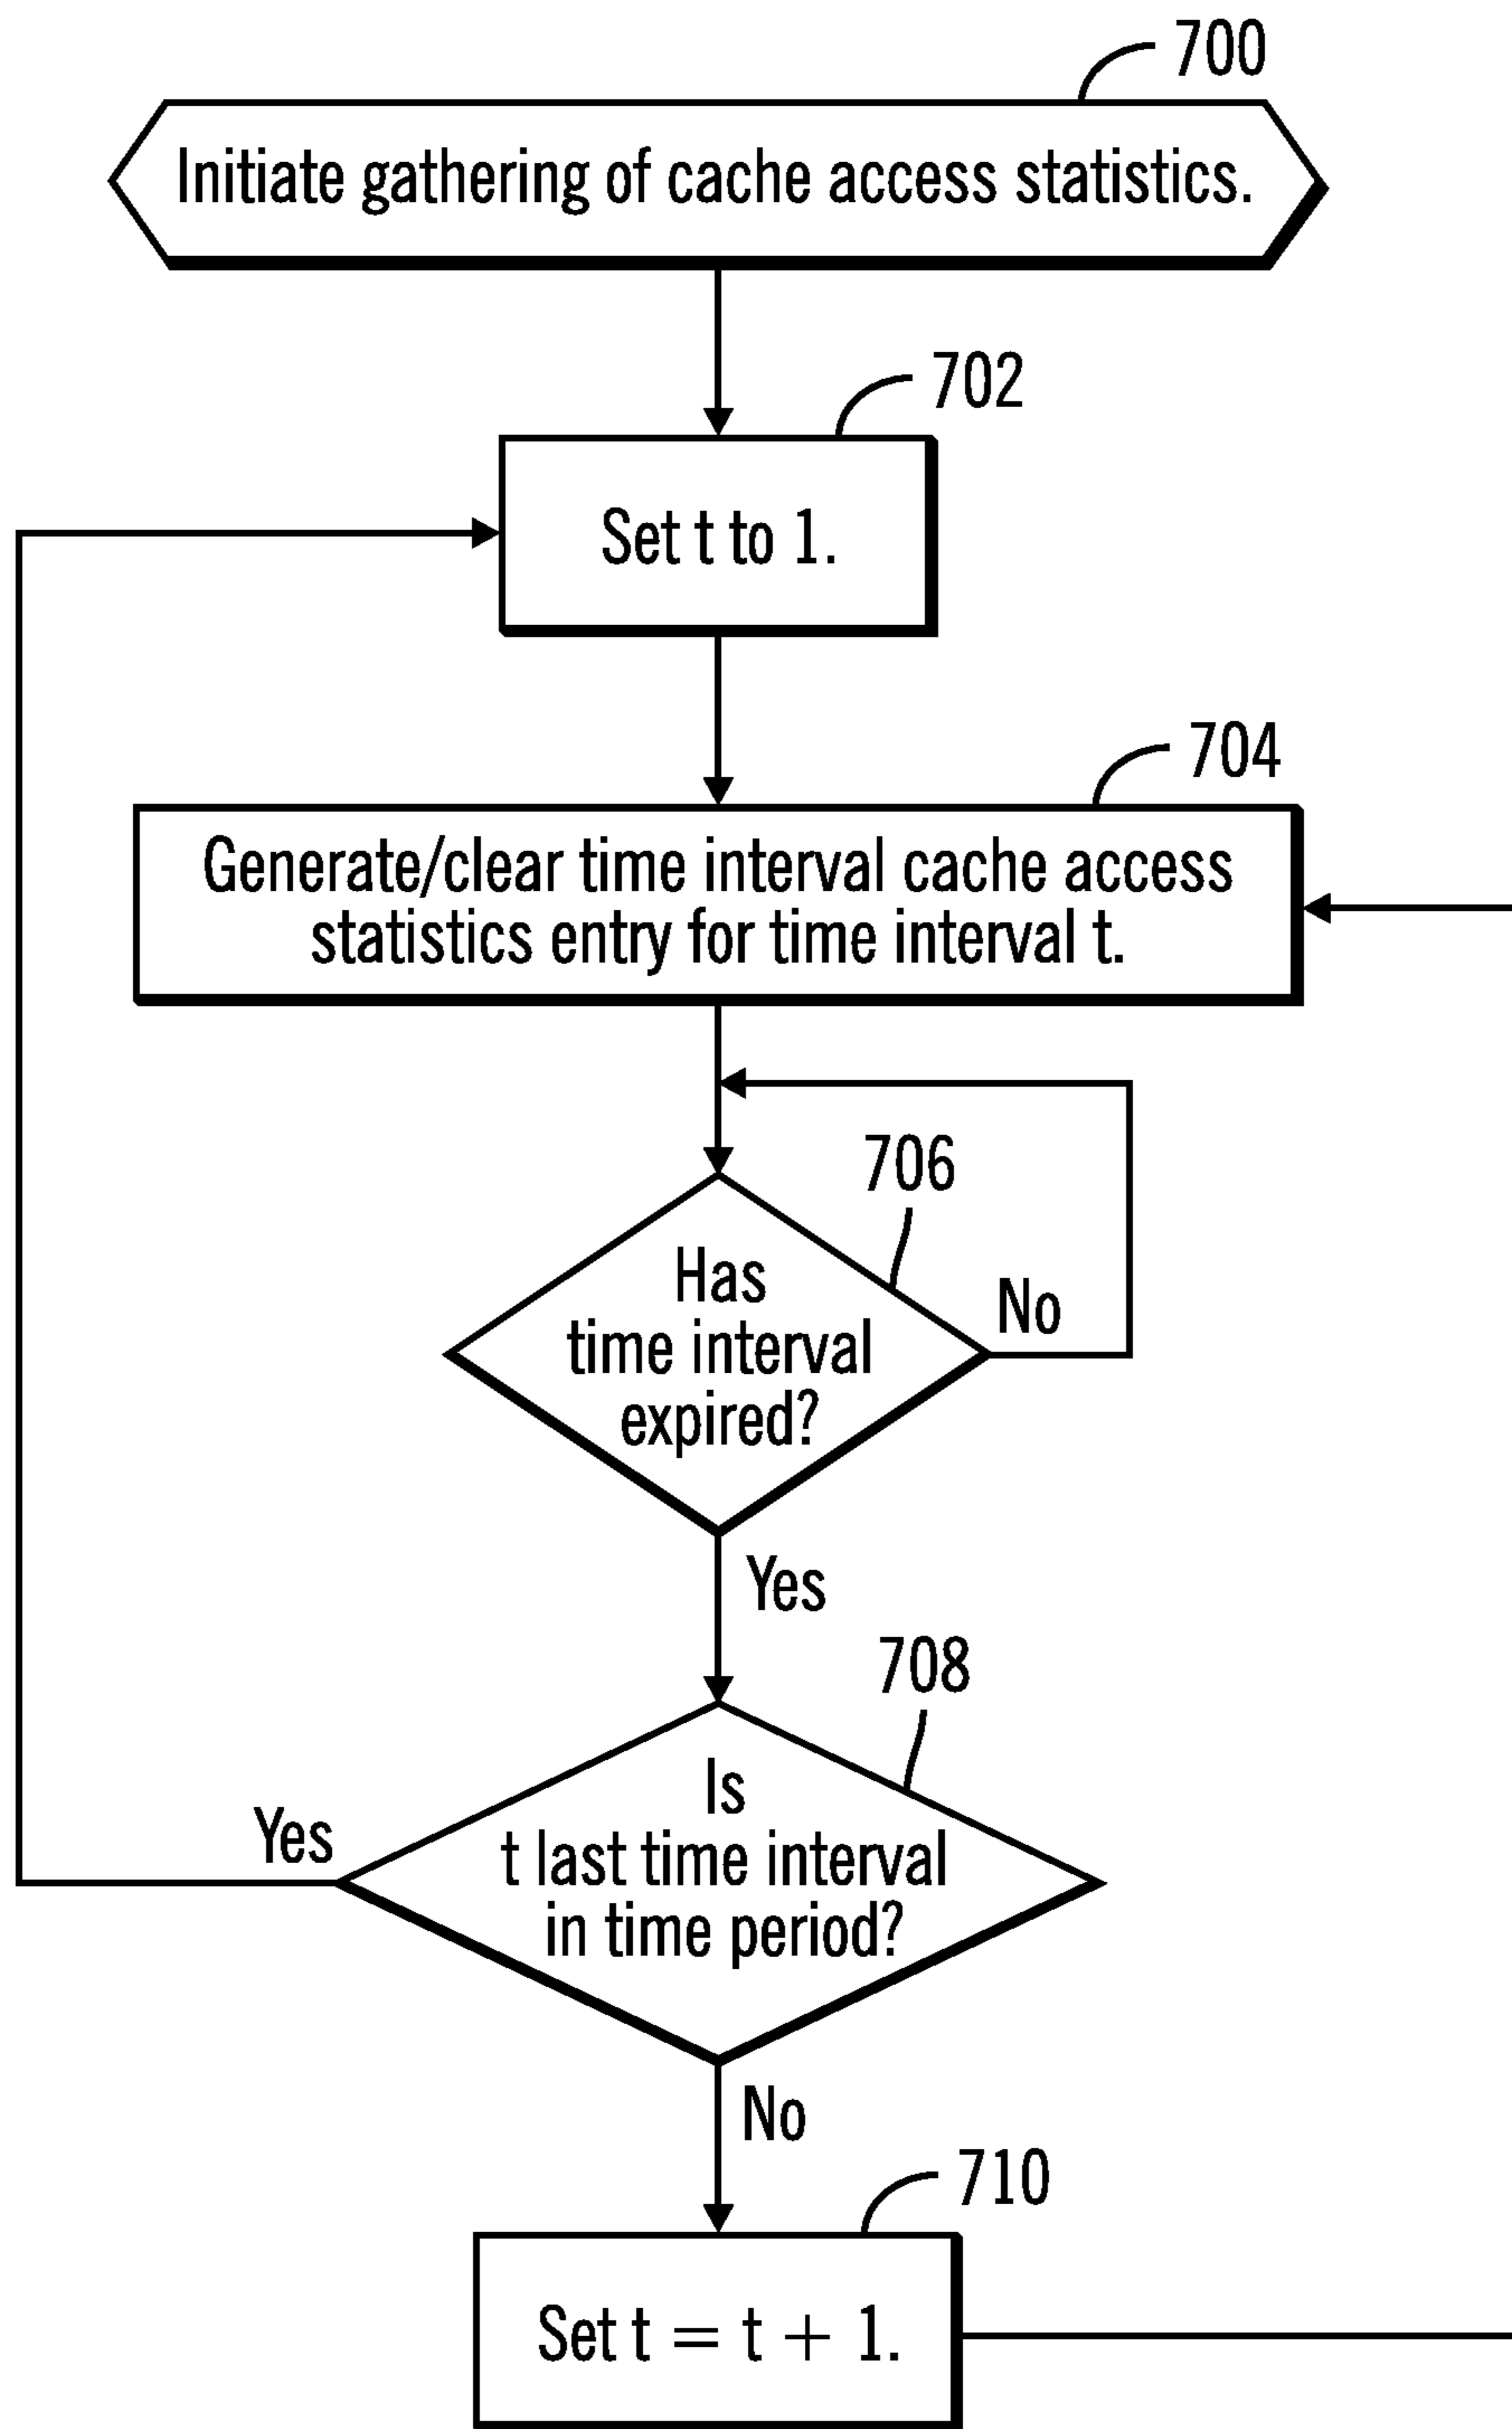 700
Initiate gathering of cache access statistics.
702
Set t to 1.
704
Generate/clear time interval cache access
statistics entry for time interval t.
706
Has
time interval
expired?
No
Yes
708
Is
t last time interval
in time period?
Yes
No
710
Set t = t + 1.